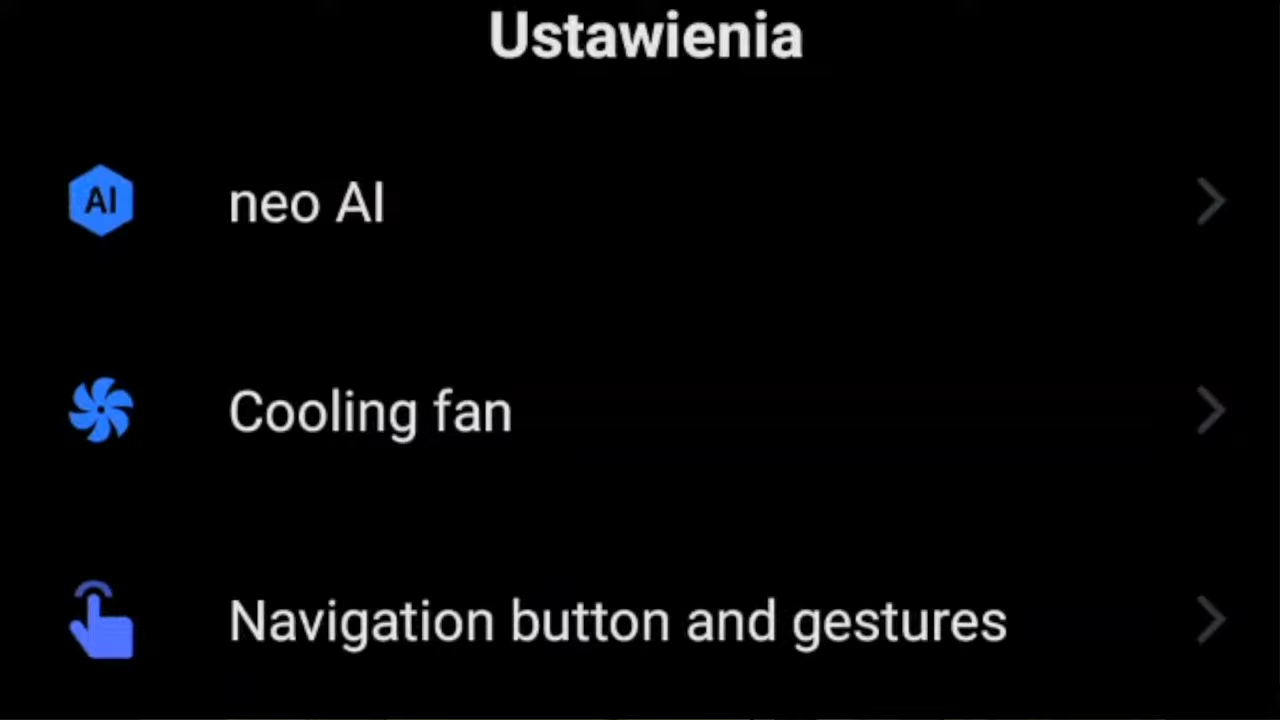 Ustawienia
AI
neo AI
Cooling fan
Navigation button and gestures